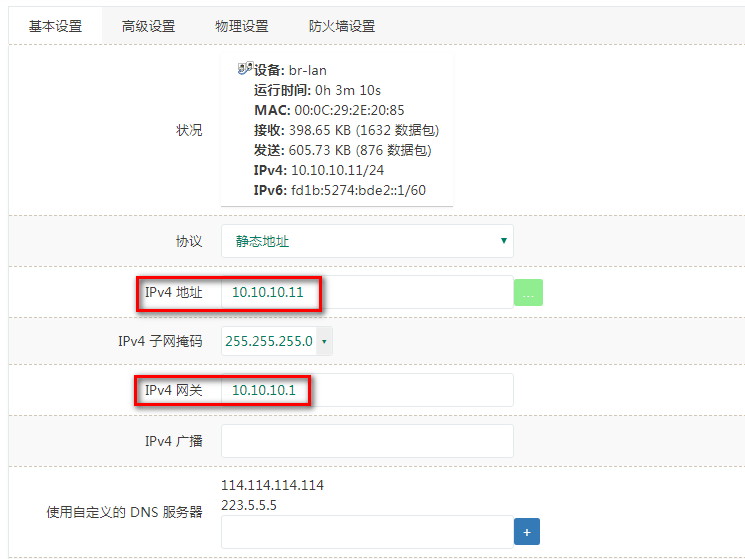 基本设置 高级设置 物理设置 防火墙设置
状况
设备: br-lan
运行时间: 0h 3m 10s
MAC: 00:0C:29:2E:20:85
接收: 398.65 KB (1632 数据包)
发送: 605.73 KB (876 数据包)
IPv4: 10.10.10.11/24
IPv6: fd1b:5274:bde2::1/60
协议 静态地址
IPv4 地址 10.10.10.11 ...
IPv4 子网掩码 255.255.255.0
IPv4 网关 10.10.10.1
IPv4 广播
使用自定义的 DNS 服务器
114.114.114.114
223.5.5.5
+